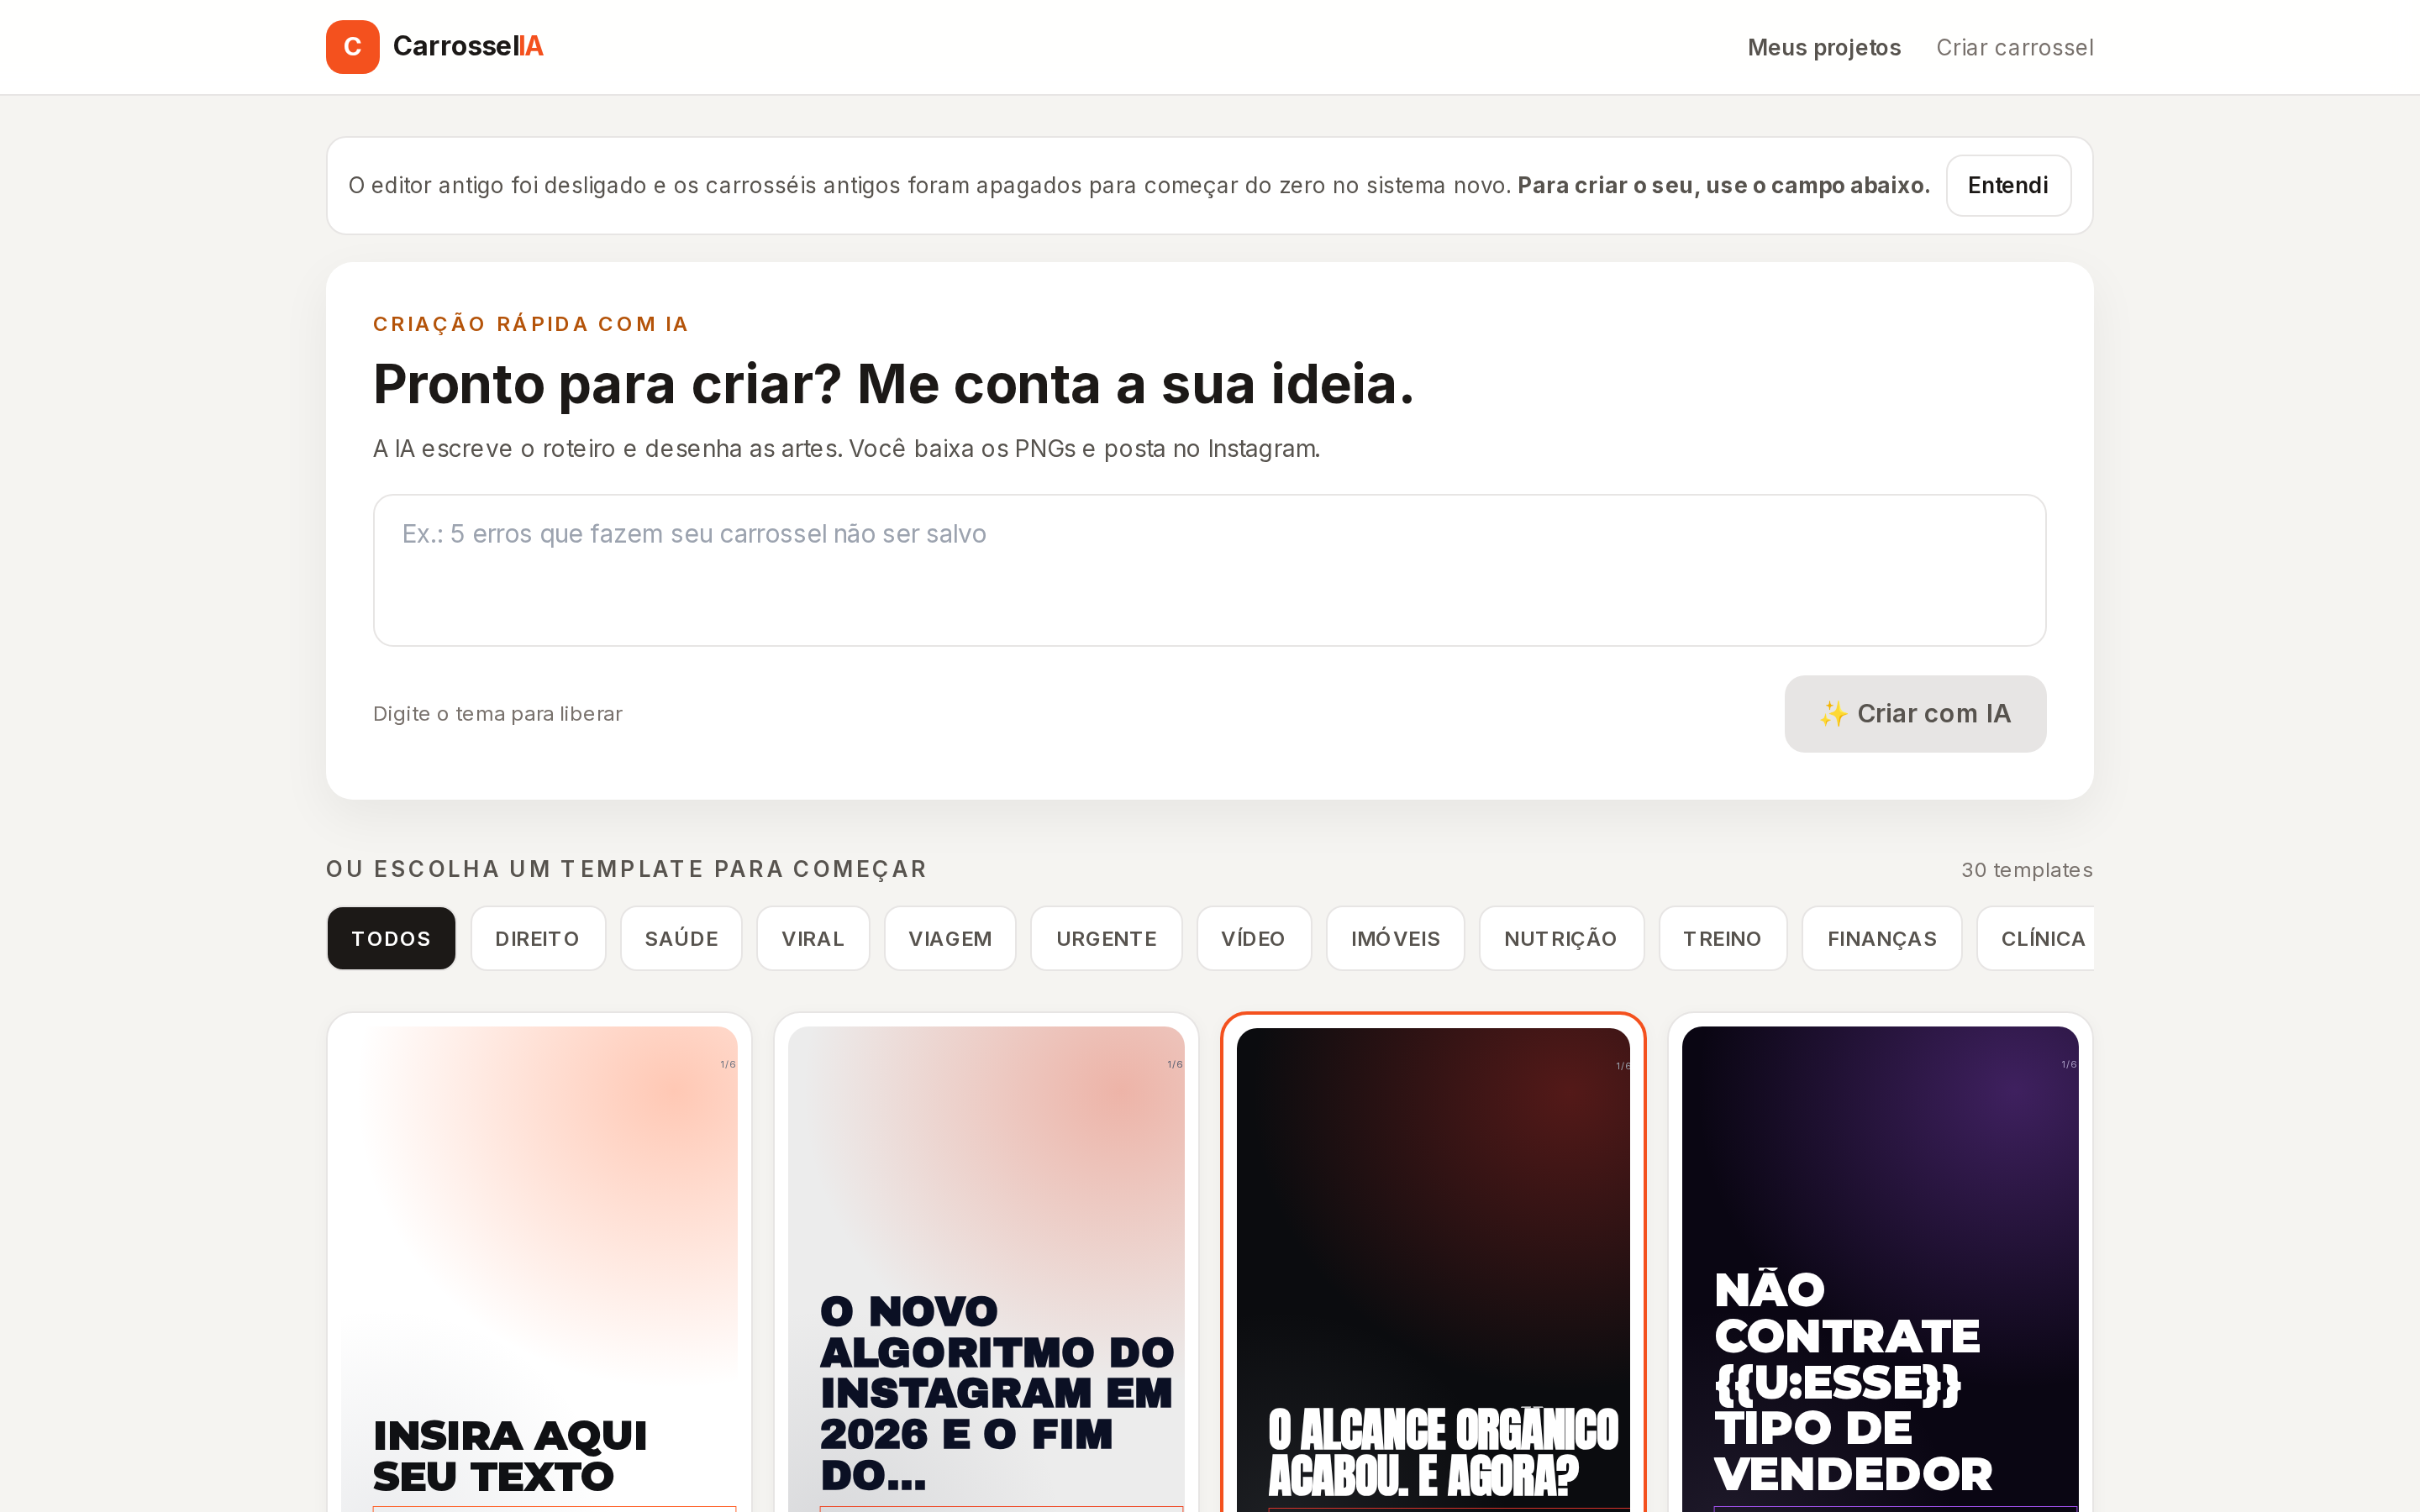 C
CarrosselIA
Meus projetos
Criar carrossel
O editor antigo foi desligado e os carrosséis antigos foram apagados para começar do zero no sistema novo. Para criar o seu, use o campo abaixo.
Entendi
CRIAÇÃO RÁPIDA COM IA
Pronto para criar? Me conta a sua ideia.
A IA escreve o roteiro e desenha as artes. Você baixa os PNGs e posta no Instagram.
Ex.: 5 erros que fazem seu carrossel não ser salvo
Digite o tema para liberar
✨ Criar com IA
OU ESCOLHA UM TEMPLATE PARA COMEÇAR
30 templates
TODOS
DIREITO
SAÚDE
VIRAL
VIAGEM
URGENTE
VÍDEO
IMÓVEIS
NUTRIÇÃO
TREINO
FINANÇAS
CLÍNICA
1/6
INSIRA AQUI
SEU TEXTO
1/6
O NOVO
ALGORITMO DO
INSTAGRAM EM
2026 E O FIM
DO...
1/6
O ALCANCE ORGÂNICO
ACABOU. E AGORA?
1/6
NÃO
CONTRATE
{{U:ESSE}}
TIPO DE
VENDEDOR